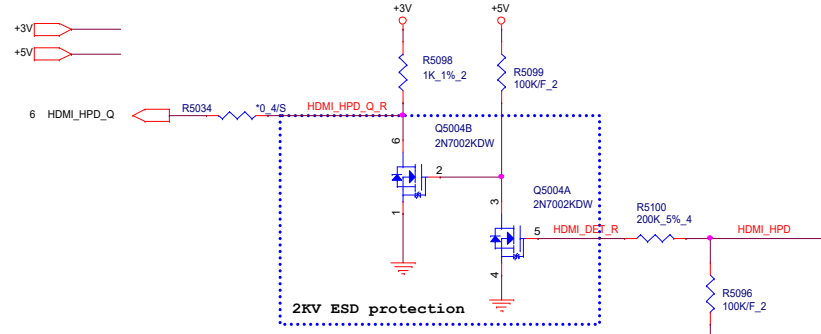 +3V
+5V
+3V
+5V
R5098
1K_1%_2
R5099
100K/F_2
6 HDMI_HPD_Q
R5034
*0_4/S
HDMI_HPD_Q_R
Q5004B
2N7002KDW
6
2
1
Q5004A
2N7002KDW
3
5
4
HDMI_DET_R
R5100
200K_5%_4
HDMI_HPD
R5096
100K/F_2
2KV ESD protection